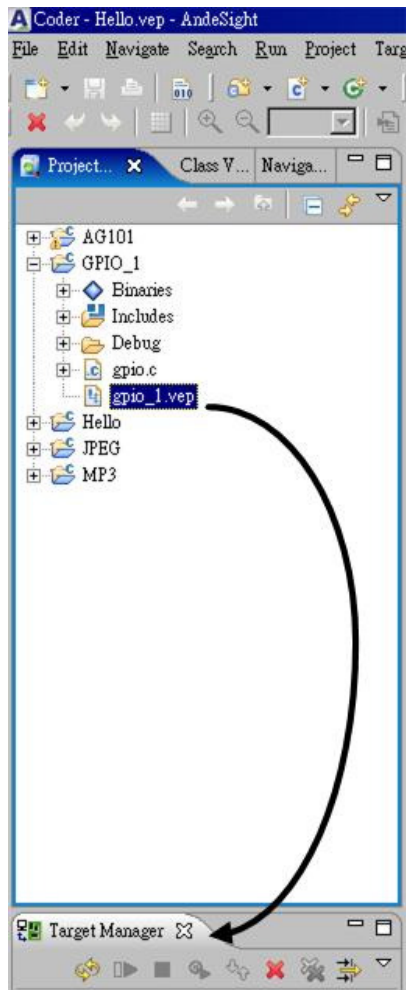 Coder - Hello.vep - AndeSight
File Edit Navigate Search Run Project Targ
010
Project... Class V... Naviga...
AG101
GPIO_1
Binaries
Includes
Debug
gpio.c
gpio_1.vep
Hello
JPEG
MP3
Target Manager